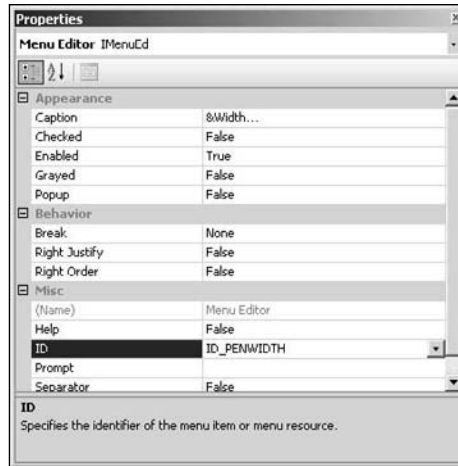 Properties
Menu Editor IMenuEd
Appearance
Caption &Width...
Checked False
Enabled True
Grayed False
Popup False
Behavior
Break None
Right Justify False
Right Order False
Misc
(Name) Menu Editor
Help False
ID ID_PENWIDTH
Prompt
Separator False
ID
Specifies the identifier of the menu item or menu resource.